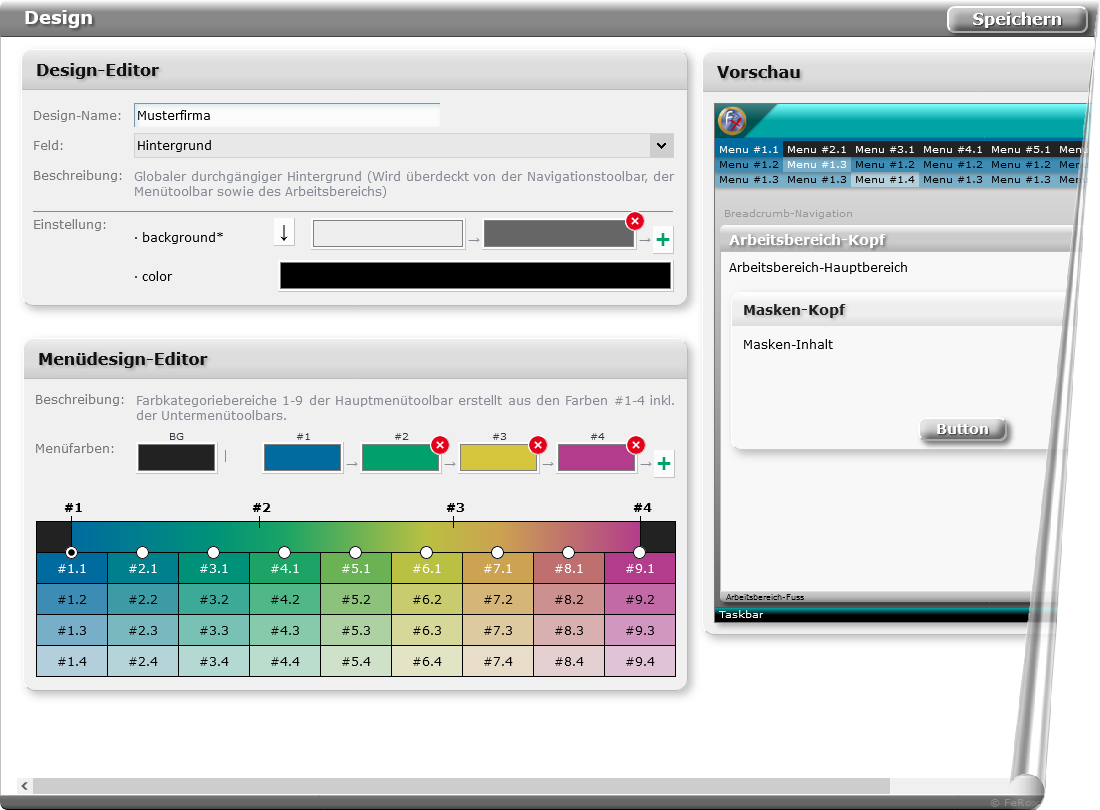 Design
Speichern
Design-Editor
Design-Name: Musterfirma
Feld: Hintergrund
Beschreibung: Globaler durchgängiger Hintergrund (Wird überdeckt von der Navigationstoolbar, der
Menütoolbar sowie des Arbeitsbereichs)
Einstellung:
· background* ↓ → → +
· color
Menüdesign-Editor
Beschreibung: Farbkategoriebereiche 1-9 der Hauptmenütoolbar erstellt aus den Farben #1-4 inkl.
der Untermenütoolbars.
BG #1 #2 #3 #4
Menüfarben: | → → → → +
#1 #2 #3 #4
#1.1 #2.1 #3.1 #4.1 #5.1 #6.1 #7.1 #8.1 #9.1
#1.2 #2.2 #3.2 #4.2 #5.2 #6.2 #7.2 #8.2 #9.2
#1.3 #2.3 #3.3 #4.3 #5.3 #6.3 #7.3 #8.3 #9.3
#1.4 #2.4 #3.4 #4.4 #5.4 #6.4 #7.4 #8.4 #9.4
Vorschau
Menu #1.1 Menu #2.1 Menu #3.1 Menu #4.1 Menu #5.1 Menu
Menu #1.2 Menu #1.3 Menu #1.2 Menu #1.2 Menu #1.2 Menu
Menu #1.3 Menu #1.3 Menu #1.4 Menu #1.3 Menu #1.3 Menu
Breadcrumb-Navigation
Arbeitsbereich-Kopf
Arbeitsbereich-Hauptbereich
Masken-Kopf
Masken-Inhalt
Button
Arbeitsbereich-Fuss
Taskbar